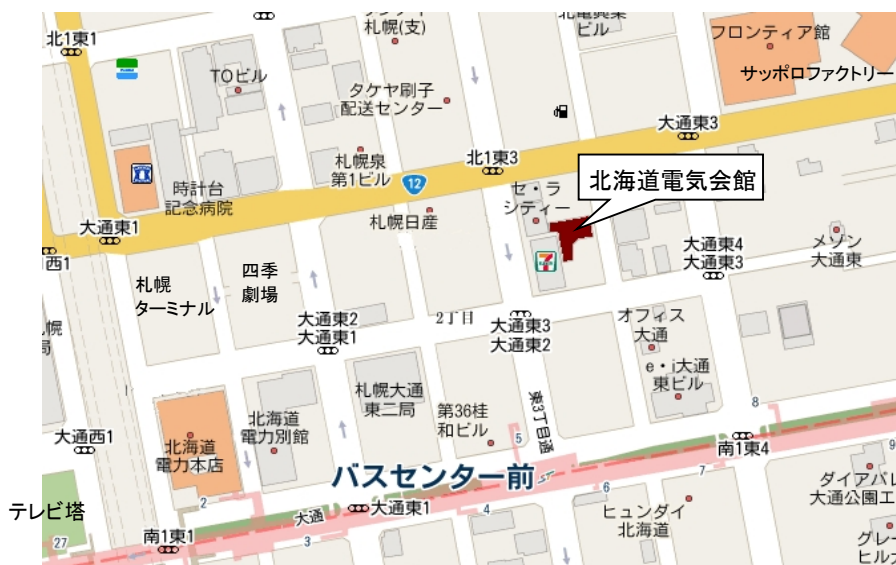 北1東1
札幌(支)
ビル
フロンティア館
サッポロファクトリー
TOビル
タケヤ刷子
配送センター
大通東3
北1東3
札幌泉
第1ビル
12
北海道電気会館
時計台
記念病院
セ・ラ
シティー
札幌日産
大通東1
西1
大通東4
大通東3
メゾン
大通東
札幌
ターミナル
四季
劇場
7
大通東2
大通東1
2丁目
大通東3
大通東2
オフィス
大通
e・i大通
東ビル
札幌大通
東二局
東3丁目通
8
北海道
電力別館
第36桂
和ビル
大通西1
北海道
電力本店
5
南1東4
9
バスセンター前
7
ダイアパレ
大通公園エ
テレビ塔
2
6
大通
大通東1
4
ヒュンダイ
北海道
27
南1東1
3
グレー
ヒル